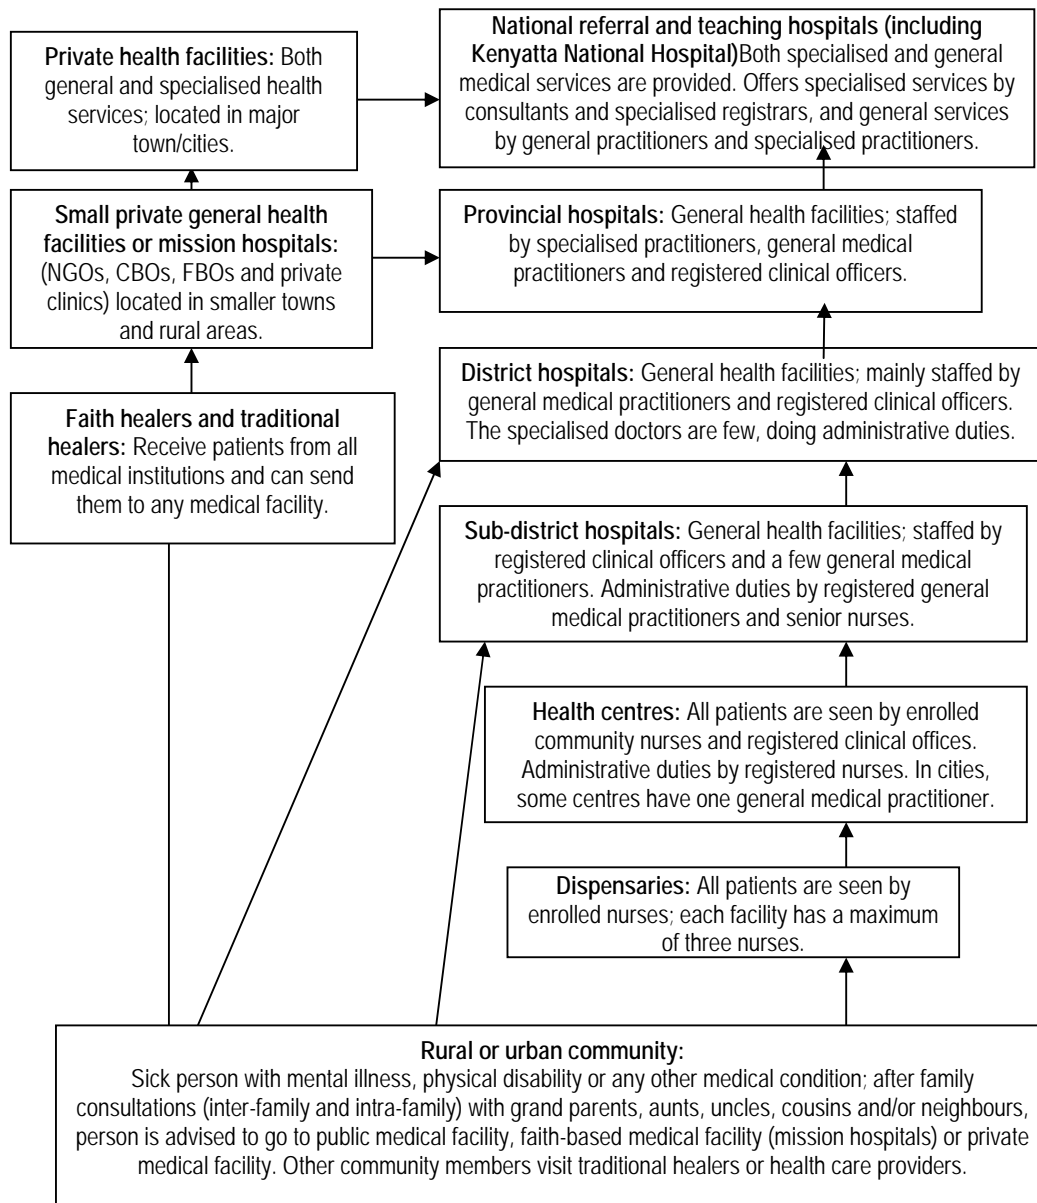 National referral and teaching hospitals (including
Kenyatta National Hospital)Both specialised and general
medical services are provided. Offers specialised services by
consultants and specialised registrars, and general services
by general practitioners and specialised practitioners.
Private health facilities: Both
general and specialised health
services; located in major
town/cities.
Small private general health
facilities or mission hospitals:
(NGOs, CBOs, FBOs and private
clinics) located in smaller towns
and rural areas.
Provincial hospitals: General health facilities; staffed
by specialised practitioners, general medical
practitioners and registered clinical officers.
District hospitals: General health facilities; mainly staffed by
general medical practitioners and registered clinical officers.
The specialised doctors are few, doing administrative duties.
Faith healers and traditional
healers: Receive patients from all
medical institutions and can send
them to any medical facility.
Sub-district hospitals: General health facilities; staffed by
registered clinical officers and a few general medical
practitioners. Administrative duties by registered general
medical practitioners and senior nurses.
Health centres: All patients are seen by enrolled
community nurses and registered clinical offices.
Administrative duties by registered nurses. In cities,
some centres have one general medical practitioner.
Dispensaries: All patients are seen by
enrolled nurses; each facility has a maximum
of three nurses.
Rural or urban community:
Sick person with mental illness, physical disability or any other medical condition; after family
consultations (inter-family and intra-family) with grand parents, aunts, uncles, cousins and/or neighbours,
person is advised to go to public medical facility, faith-based medical facility (mission hospitals) or private
medical facility. Other community members visit traditional healers or health care providers.